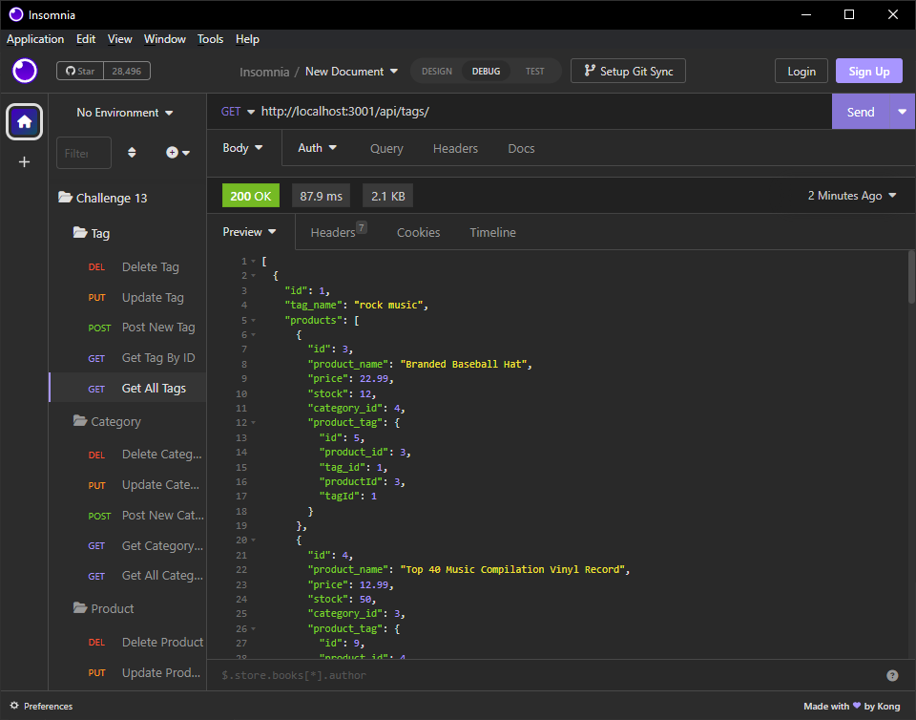 Insomnia
Application Edit View Window Tools Help
Star 28,496
Insomnia / New Document
DESIGN DEBUG TEST
Setup Git Sync
Login
Sign Up
No Environment
Filter
Challenge 13
Tag
DEL Delete Tag
PUT Update Tag
POST Post New Tag
GET Get Tag By ID
GET Get All Tags
Category
DEL Delete Categ...
PUT Update Cate...
POST Post New Cat...
GET Get Category...
GET Get All Categ...
Product
DEL Delete Product
PUT Update Prod...
Preferences
GET http://localhost:3001/api/tags/
Send
Body Auth Query Headers Docs
200 OK 87.9 ms 2.1 KB
2 Minutes Ago
Preview Headers 7 Cookies Timeline
1 [
2 {
3 "id": 1,
4 "tag_name": "rock music",
5 "products": [
6 {
7 "id": 3,
8 "product_name": "Branded Baseball Hat",
9 "price": 22.99,
10 "stock": 12,
11 "category_id": 4,
12 "product_tag": {
13 "id": 5,
14 "product_id": 3,
15 "tag_id": 1,
16 "productId": 3,
17 "tagId": 1
18 }
19 },
20 {
21 "id": 4,
22 "product_name": "Top 40 Music Compilation Vinyl Record",
23 "price": 12.99,
24 "stock": 50,
25 "category_id": 3,
26 "product_tag": {
27 "id": 9,
28 "product_id": 4
$.store.books[*].author
Made with ♥ by Kong